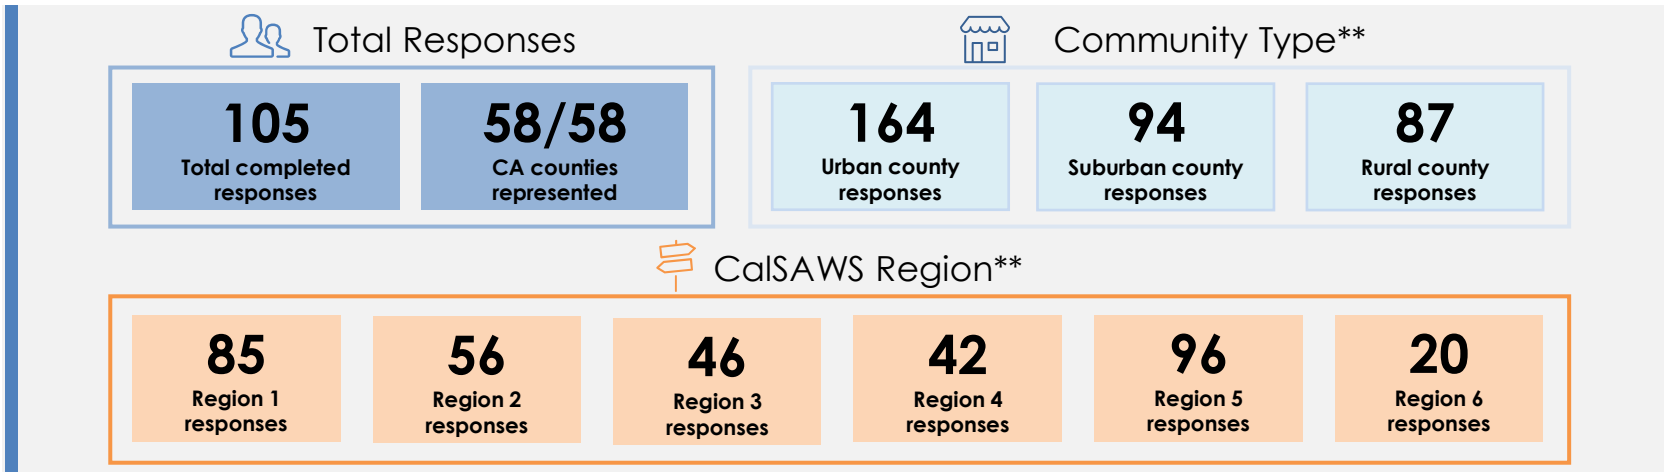 Total Responses
105
Total completed
responses
58/58
CA counties
represented
Community Type**
164
Urban county
responses
94
Suburban county
responses
87
Rural county
responses
CalSAWS Region**
85
Region 1
responses
56
Region 2
responses
46
Region 3
responses
42
Region 4
responses
96
Region 5
responses
20
Region 6
responses